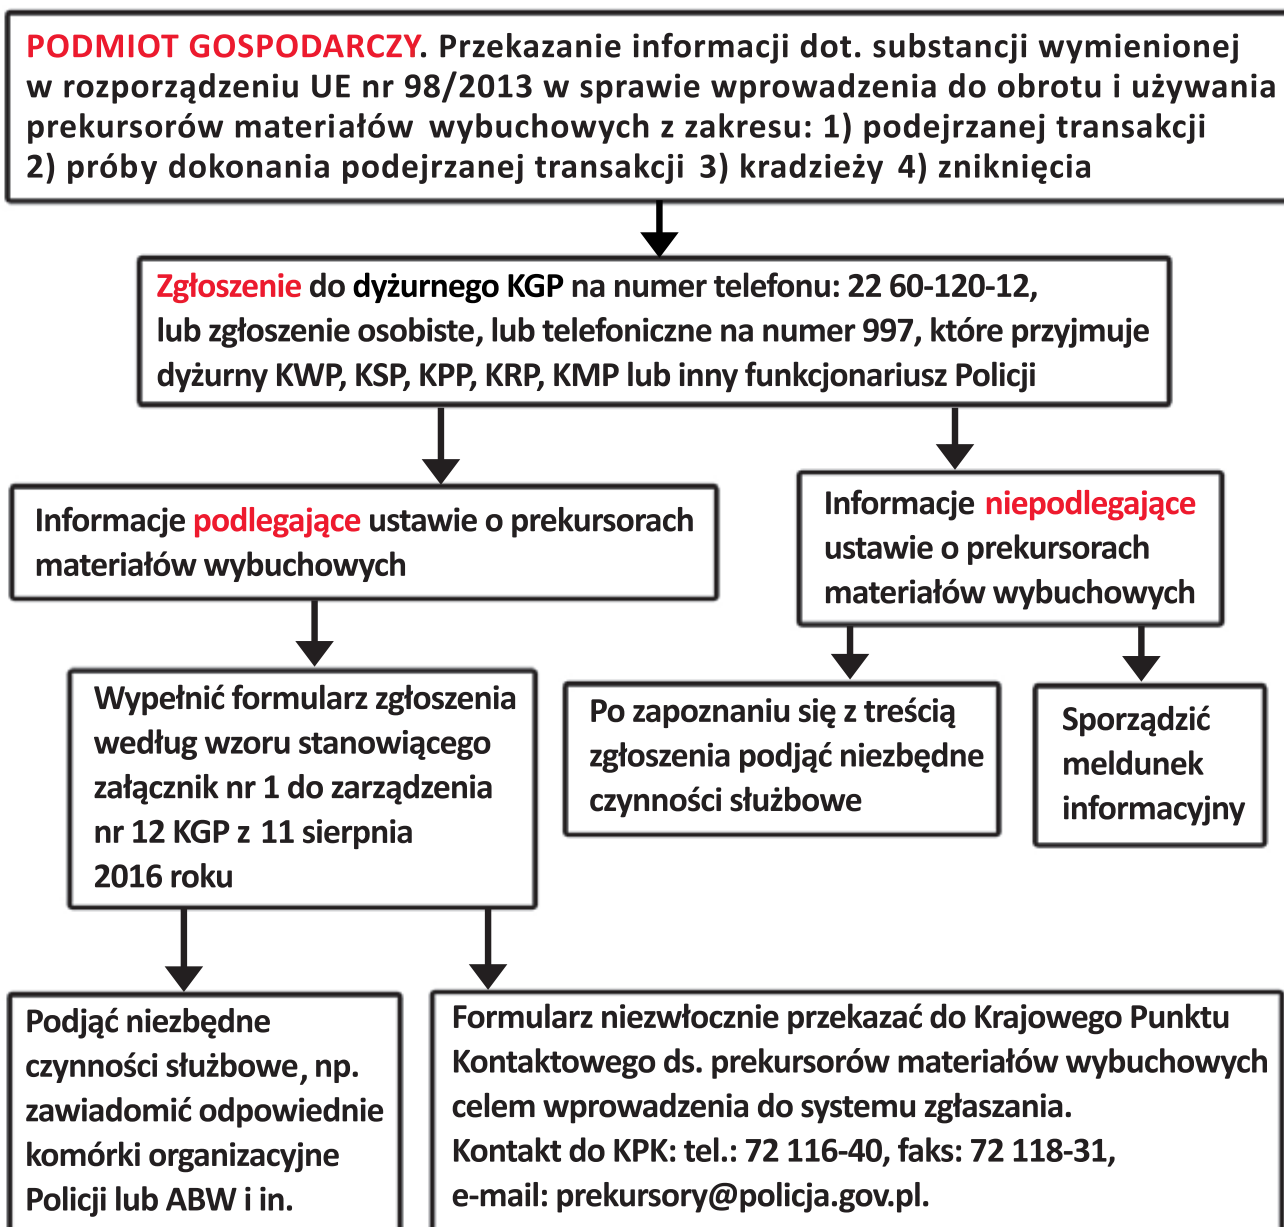 PODMIOT GOSPODARCZY. Przekazanie informacji dot. substancji wymienionej
w rozporządzeniu UE nr 98/2013 w sprawie wprowadzenia do obrotu i używania
prekursorów materiałów wybuchowych z zakresu: 1) podejrzanej transakcji
2) próby dokonania podejrzanej transakcji 3) kradzieży 4) zniknięcia
Zgłoszenie do dyżurnego KGP na numer telefonu: 22 60-120-12,
lub zgłoszenie osobiste, lub telefoniczne na numer 997, które przyjmuje
dyżurny KWP, KSP, KPP, KRP, KMP lub inny funkcjonariusz Policji
Informacje podlegające ustawie o prekursorach
materiałów wybuchowych
Informacje niepodlegające
ustawie o prekursorach
materiałów wybuchowych
Wypełnić formularz zgłoszenia
według wzoru stanowiącego
załącznik nr 1 do zarządzenia
nr 12 KGP z 11 sierpnia
2016 roku
Po zapoznaniu się z treścią
zgłoszenia podjąć niezbędne
czynności służbowe
Sporządzić
meldunek
informacyjny
Podjąć niezbędne
czynności służbowe, np.
zawiadomić odpowiednie
komórki organizacyjne
Policji lub ABW i in.
Formularz niezwłocznie przekazać do Krajowego Punktu
Kontaktowego ds. prekursorów materiałów wybuchowych
celem wprowadzenia do systemu zgłaszania.
Kontakt do KPK: tel.: 72 116-40, faks: 72 118-31,
e-mail: prekursory@policja.gov.pl.